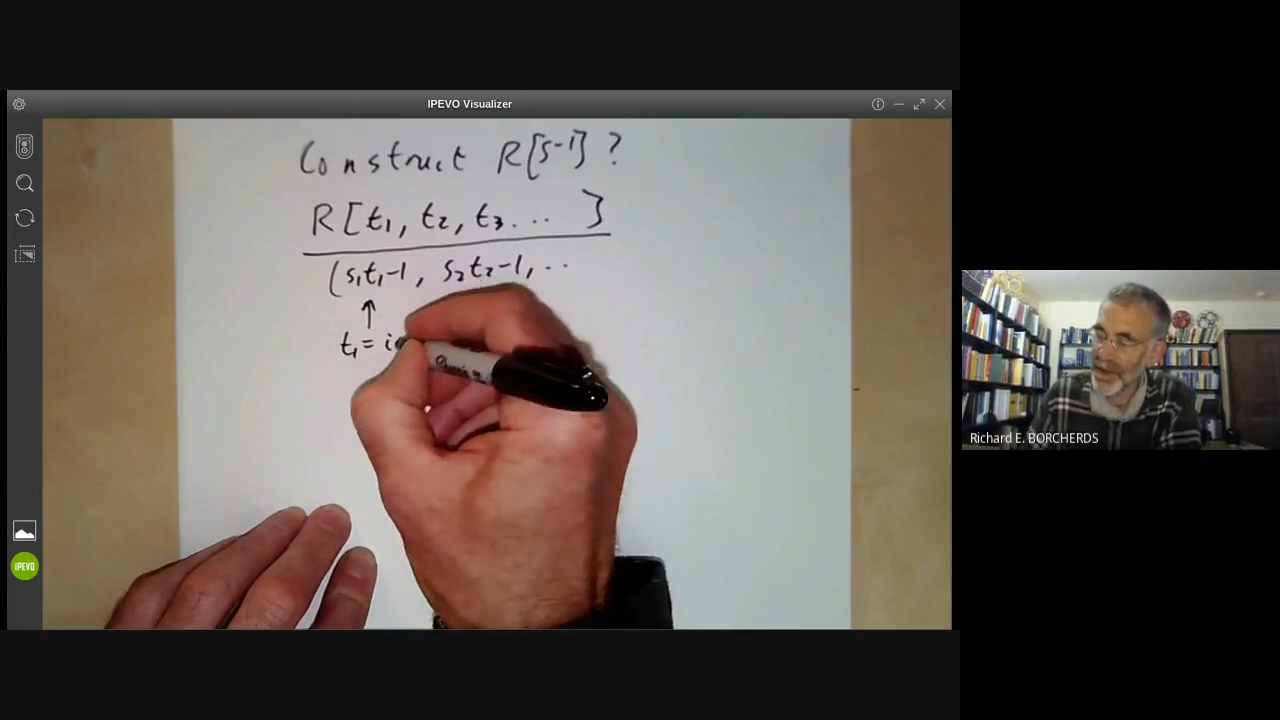 IPEVO Visualizer
Construct R[S-1] ?
R[t1, t2, t3. .. ]
(s1t1-1, s2t2-1, ..
t1= i
Richard E. BORCHERDS
IPEVO